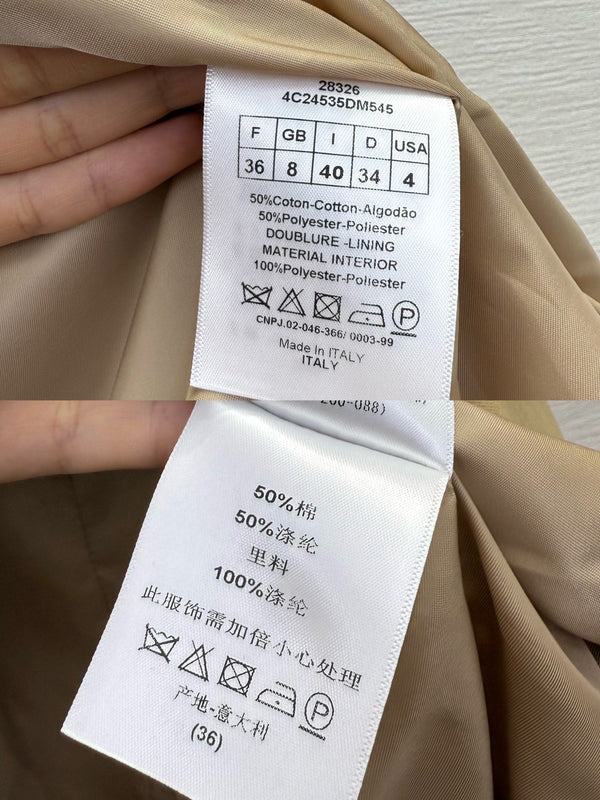 28326
4C24535DM545
F GB I D USA
36 8 40 34 4
50%Coton-Cotton-Algodão
50%Polyester-Poliester
DOUBLURE -LINING
MATERIAL INTERIOR
100%Polyester-Poliester
CNPJ.02-046-366/ 0003-99
Made In ITALY
ITALY
200-088)
50%棉
50%涤纶
里料
100%涤纶
此服饰需加倍小心处理
P
产地-意大利
(36)